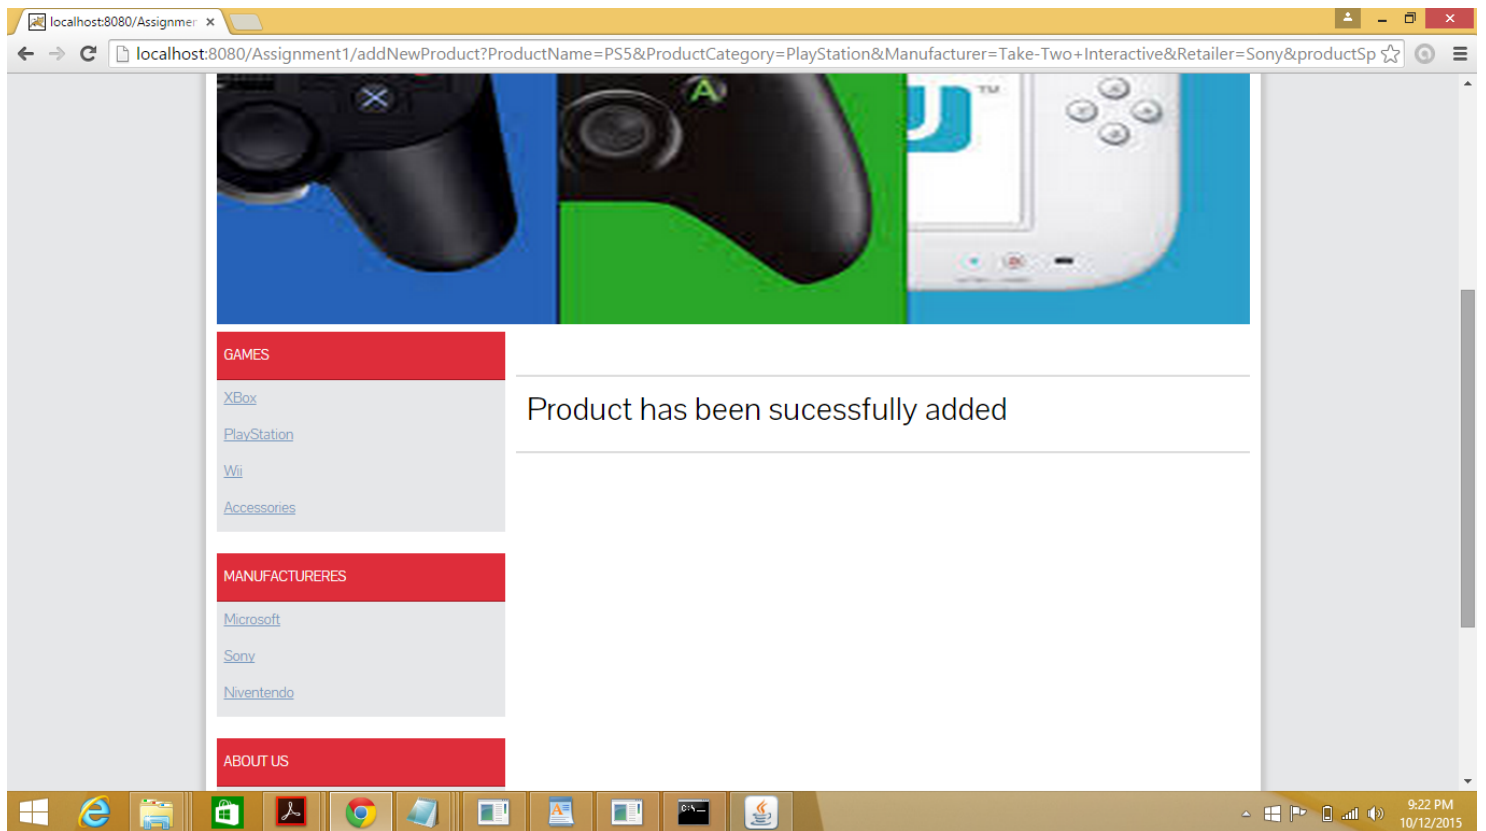 localhost:8080/Assignmer
localhost:8080/Assignment1/addNewProduct?ProductName=PS5&ProductCategory=PlayStation&Manufacturer=Take-Two+Interactive&Retailer=Sony&productSp
A
TM
GAMES
XBox
PlayStation
Wii
Accessories
Product has been sucessfully added
MANUFACTURERES
Microsoft
Sony
Niventendo
ABOUT US
C:\_
9:22 PM
10/12/2015